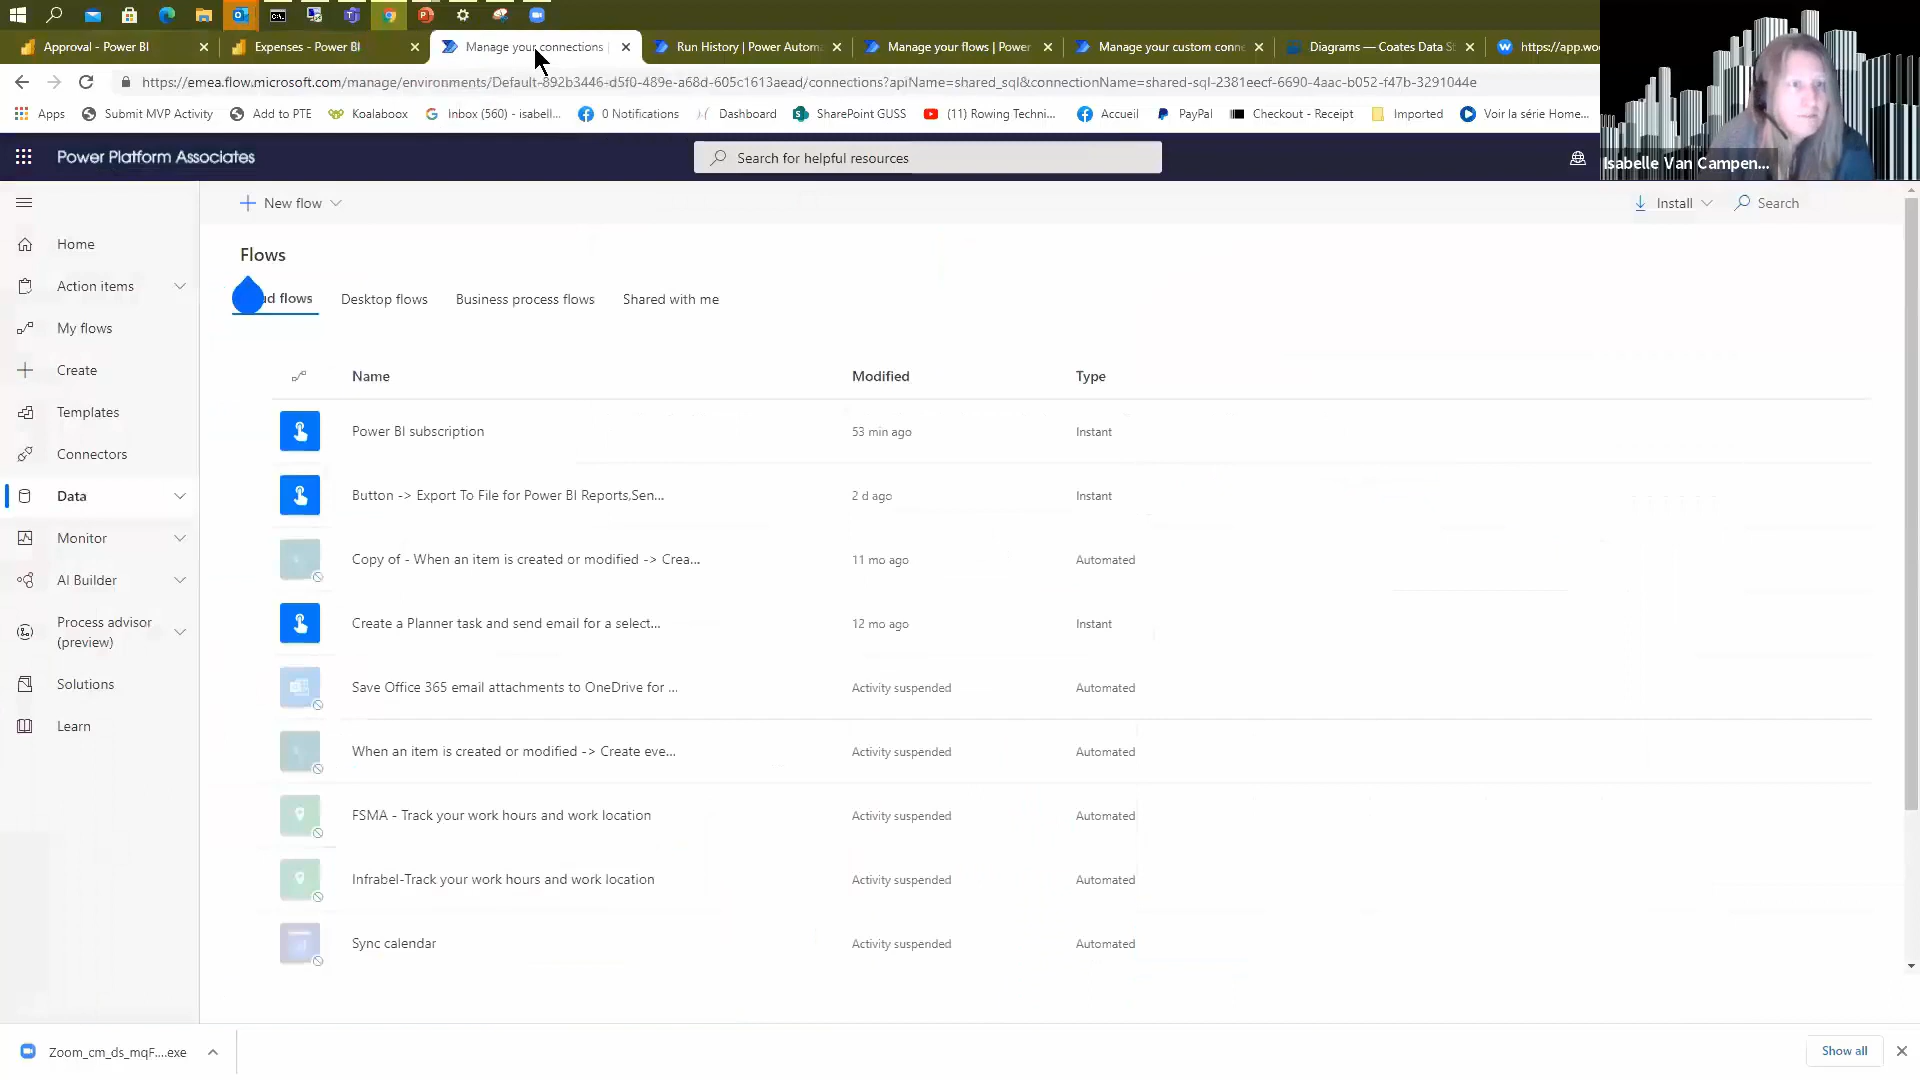 Approval - Power BI
Expenses - Power BI
Manage your connections |
Run History | Power Autom
Manage your flows | Power
Manage your custom conn
Diagrams — Coates Data S
https://app.wo
https://emea.flow.microsoft.com/manage/environments/Default-892b3446-d5f0-489e-a68d-605c1613aead/connections?apiName=shared_sql&connectionName=shared-sql-2381eecf-6690-4aac-b052-f47b-3291044e
Apps
Submit MVP Activity
Add to PTE
Koalaboox
Inbox (560) - isabell...
0 Notifications
Dashboard
SharePoint GUSS
(11) Rowing Techni...
Accueil
PayPal
Checkout - Receipt
Imported
Voir la série Home...
Isabelle Van Campen...
Power Platform Associates
Search for helpful resources
New flow
Install
Search
Home
Action items
My flows
Create
Templates
Connectors
Data
Monitor
AI Builder
Process advisor
(preview)
Solutions
Learn
Flows
d flows
Desktop flows
Business process flows
Shared with me
Name
Modified
Type
Power BI subscription
53 min ago
Instant
Button -> Export To File for Power BI Reports,Sen...
2 d ago
Instant
Copy of - When an item is created or modified -> Crea...
11 mo ago
Automated
Create a Planner task and send email for a select...
12 mo ago
Instant
Save Office 365 email attachments to OneDrive for ...
Activity suspended
Automated
When an item is created or modified -> Create eve...
Activity suspended
Automated
FSMA - Track your work hours and work location
Activity suspended
Automated
Infrabel-Track your work hours and work location
Activity suspended
Automated
Sync calendar
Activity suspended
Automated
Zoom_cm_ds_mqF....exe
Show all